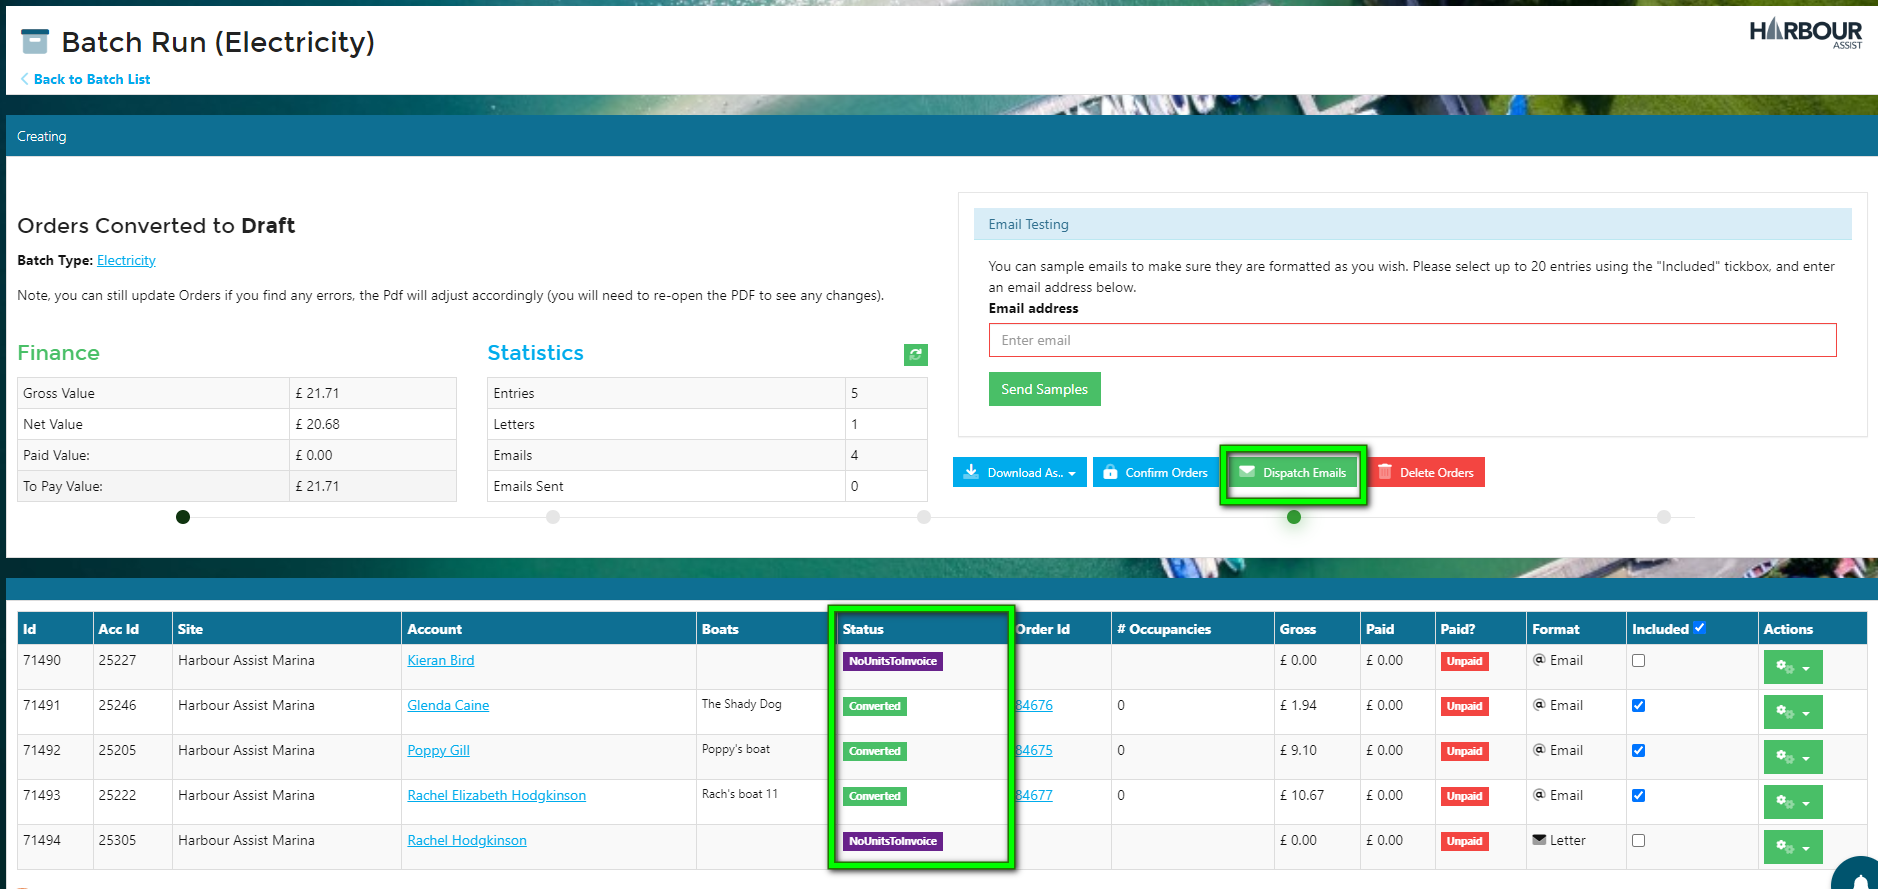 Batch Run (Electricity)
HARBOUR
ASSIST
Back to Batch List
Creating
Orders Converted to Draft
Batch Type: Electricity
Note, you can still update Orders if you find any errors, the Pdf will adjust accordingly (you will need to re-open the PDF to see any changes).
Finance
Gross Value £ 21.71
Net Value £ 20.68
Paid Value: £ 0.00
To Pay Value: £ 21.71
Statistics
Entries 5
Letters 1
Emails 4
Emails Sent 0
Email Testing
You can sample emails to make sure they are formatted as you wish. Please select up to 20 entries using the "Included" tickbox, and enter
an email address below.
Email address
Enter email
Send Samples
Download As.. Confirm Orders Dispatch Emails Delete Orders
Id Acc Id Site Account Boats Status Order Id # Occupancies Gross Paid Paid? Format Included Actions
71490 25227 Harbour Assist Marina Kieran Bird NoUnitsToInvoice £ 0.00 £ 0.00 Unpaid @ Email
71491 25246 Harbour Assist Marina Glenda Caine The Shady Dog Converted 84676 0 £ 1.94 £ 0.00 Unpaid @ Email
71492 25205 Harbour Assist Marina Poppy Gill Poppy's boat Converted 84675 0 £ 9.10 £ 0.00 Unpaid @ Email
71493 25222 Harbour Assist Marina Rachel Elizabeth Hodgkinson Rach's boat 11 Converted 84677 0 £ 10.67 £ 0.00 Unpaid @ Email
71494 25305 Harbour Assist Marina Rachel Hodgkinson NoUnitsToInvoice £ 0.00 £ 0.00 Unpaid Letter